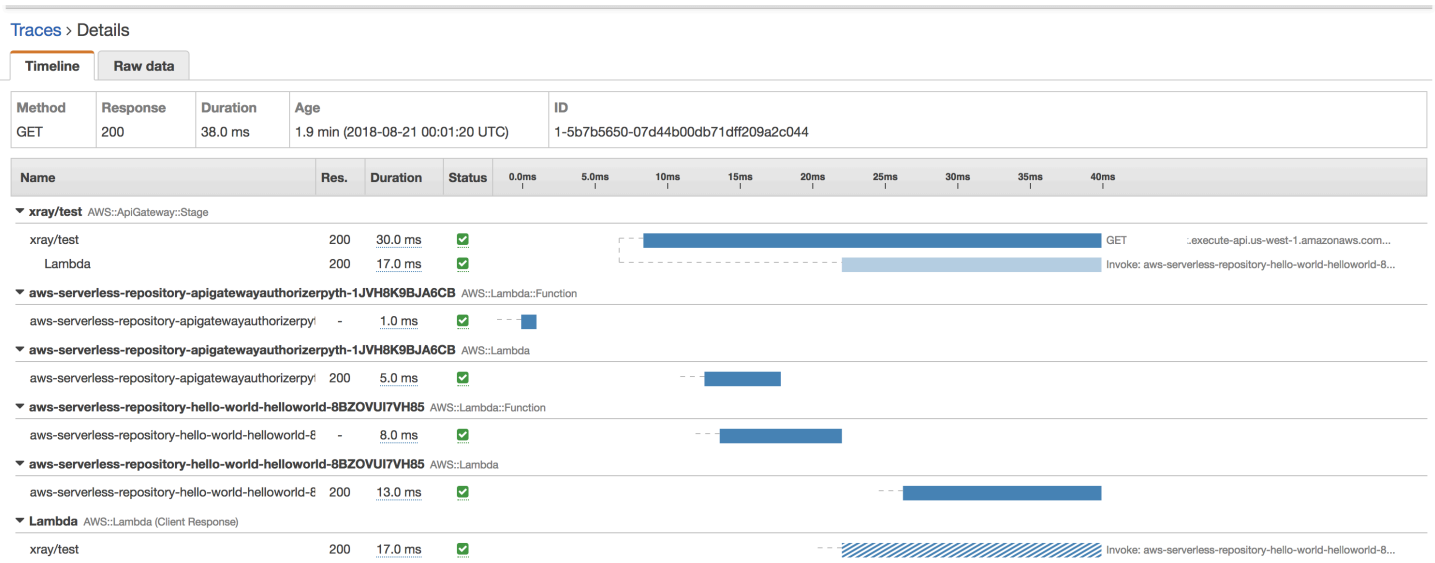 Traces > Details
Timeline Raw data
Method Response Duration Age ID
GET 200 38.0 ms 1.9 min (2018-08-21 00:01:20 UTC) 1-5b7b5650-07d44b00db71dff209a2c044
Name Res. Duration Status 0.0ms 5.0ms 10ms 15ms 20ms 25ms 30ms 35ms 40ms
xray/test AWS::ApiGateway::Stage
xray/test 200 30.0 ms GET :.execute-api.us-west-1.amazonaws.com...
Lambda 200 17.0 ms Invoke: aws-serverless-repository-hello-world-helloworld-8...
aws-serverless-repository-apigatewayauthorizerpyth-1JVH8K9BJA6CB AWS::Lambda::Function
aws-serverless-repository-apigatewayauthorizerpyt - 1.0 ms
aws-serverless-repository-apigatewayauthorizerpyth-1JVH8K9BJA6CB AWS::Lambda
aws-serverless-repository-apigatewayauthorizerpyt 200 5.0 ms
aws-serverless-repository-hello-world-helloworld-8BZOVUI7VH85 AWS::Lambda::Function
aws-serverless-repository-hello-world-helloworld-8 - 8.0 ms
aws-serverless-repository-hello-world-helloworld-8BZOVUI7VH85 AWS::Lambda
aws-serverless-repository-hello-world-helloworld-8 200 13.0 ms
Lambda AWS::Lambda (Client Response)
xray/test 200 17.0 ms Invoke: aws-serverless-repository-hello-world-helloworld-8...